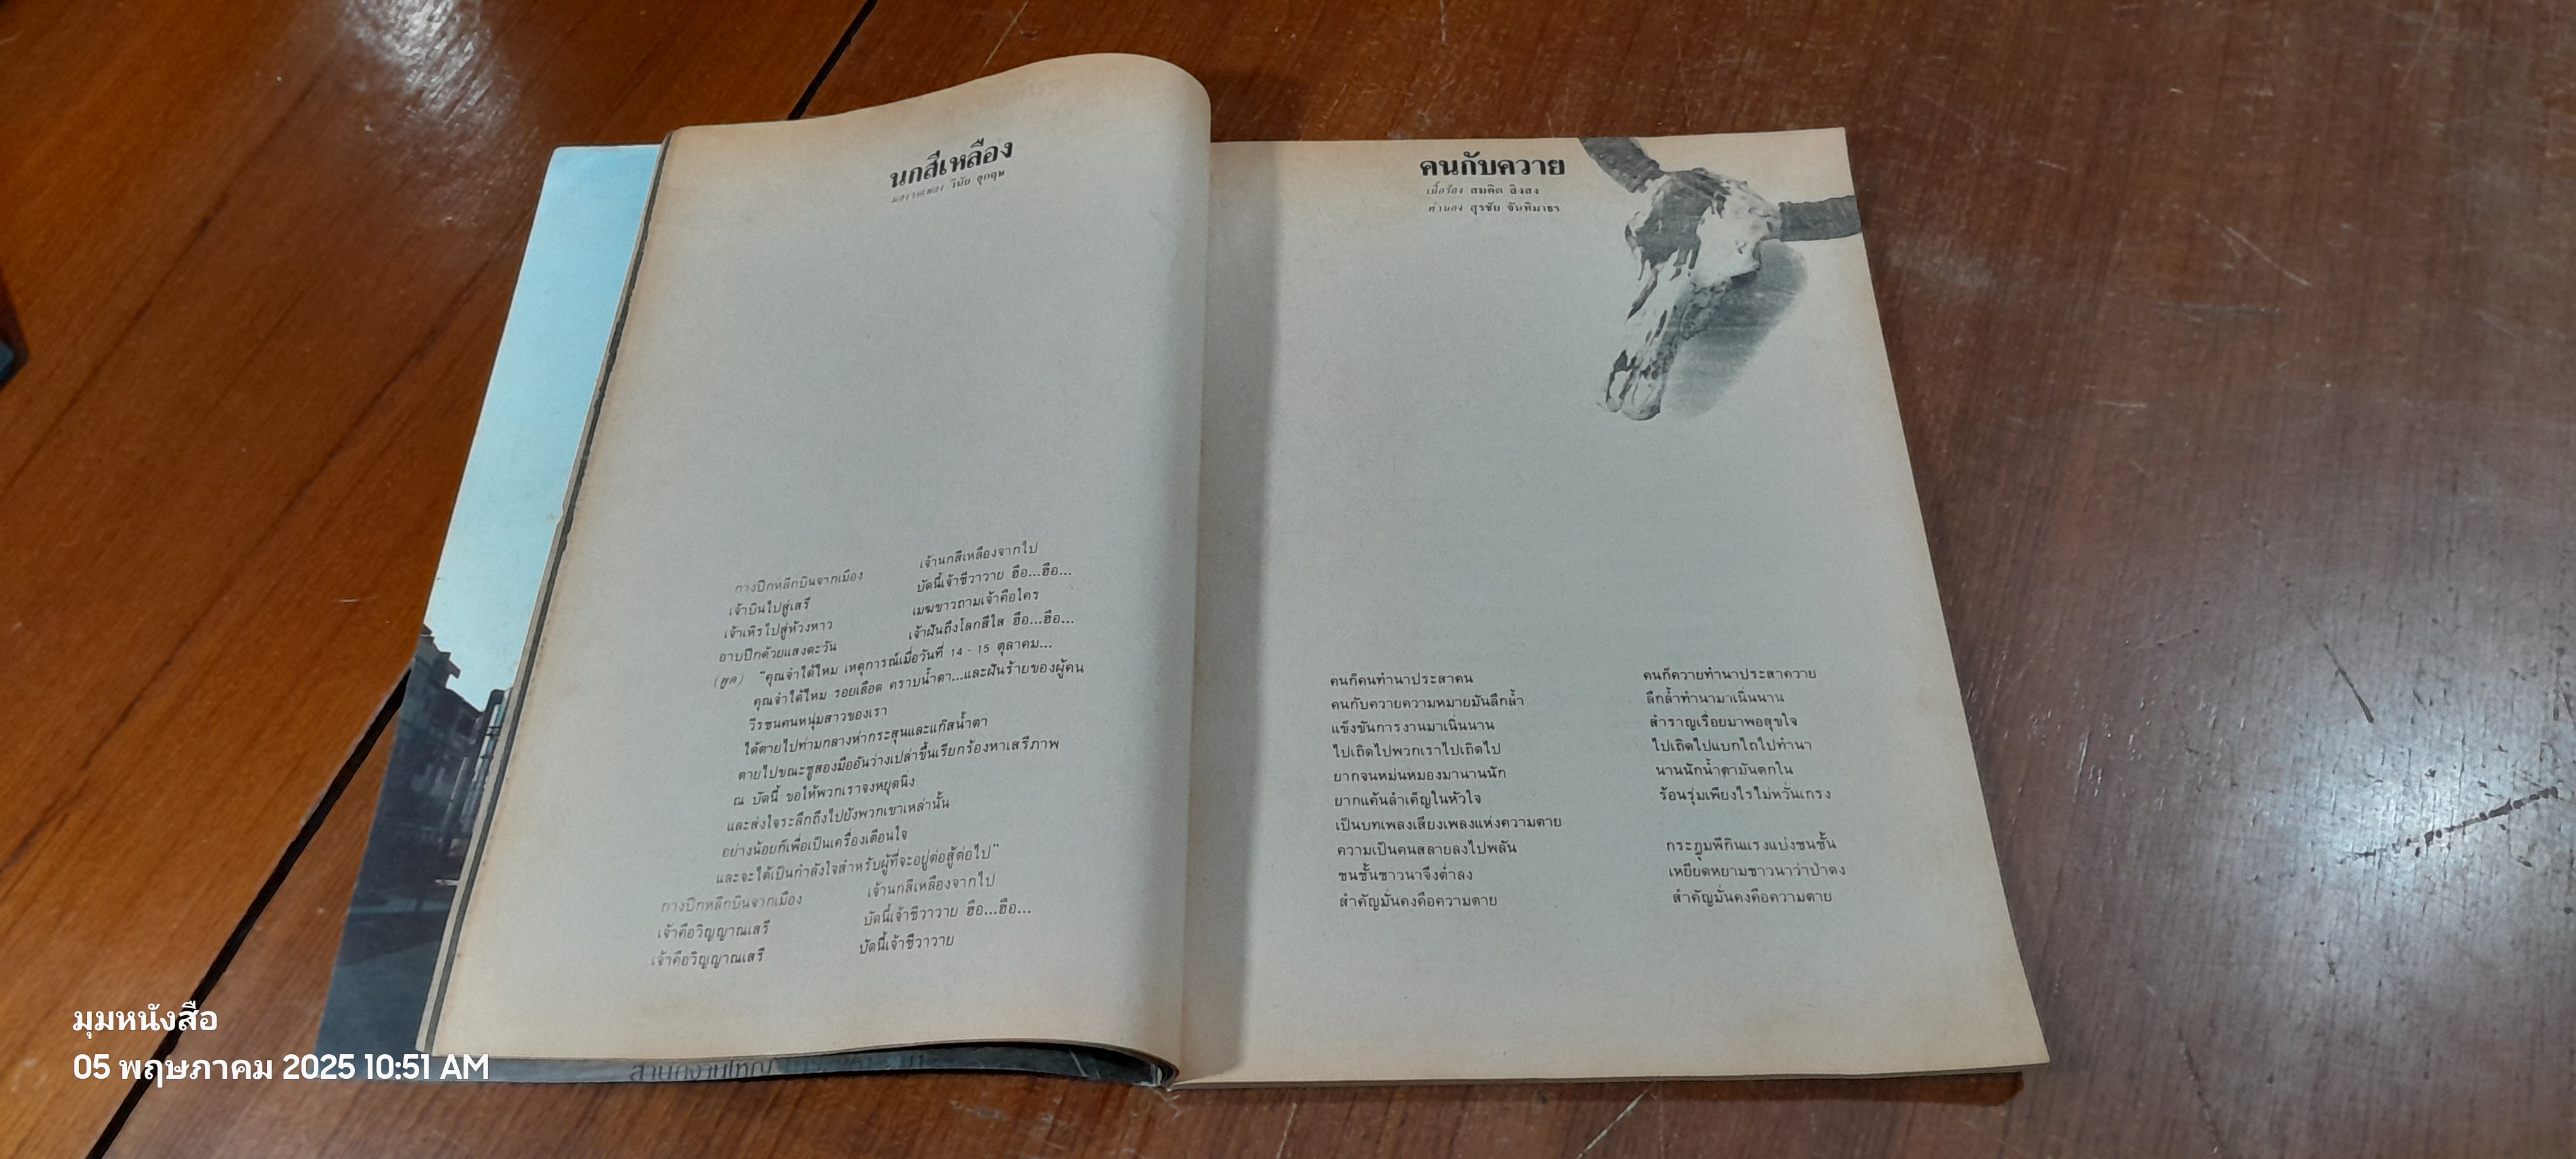 นกสีเหลือง
ผลงานเพลง วินัย อุกฤษ
กางปีกหลีกบินจากเมือง เจ้านกสีเหลืองจากไป
เจ้าบินไปสู่เสรี บัดนี้เจ้าชีวาวาย ฮือ...ฮือ...
เจ้าเหิรไปสู่ห้วงหาว เมฆขาวถามเจ้าคือใคร
อาบปีกด้วยแสงตะวัน เจ้าฝันถึงโลกสีใส ฮือ...ฮือ...
(พูด) "คุณจำได้ไหม เหตุการณ์เมื่อวันที่ 14 - 15 ตุลาคม...
คุณจำได้ไหม รอยเลือด คราบน้ำตา...และฝันร้ายของผู้คน
วีรชนคนหนุ่มสาวของเรา
ได้ตายไปท่ามกลางห่ากระสุนและแก๊สน้ำตา
ตายไปขณะชูสองมืออันว่างเปล่าขึ้นเรียกร้องหาเสรีภาพ
ณ บัดนี้ ขอให้พวกเราจงหยุดนิ่ง
และส่งใจระลึกถึงไปยังพวกเขาเหล่านั้น
อย่างน้อยก็เพื่อเป็นเครื่องเตือนใจ
และจะได้เป็นกำลังใจสำหรับผู้ที่จะอยู่ต่อสู้ต่อไป"
กางปีกหลีกบินจากเมือง เจ้านกสีเหลืองจากไป
เจ้าคือวิญญาณเสรี บัดนี้เจ้าชีวาวาย ฮือ...ฮือ...
เจ้าคือวิญญาณเสรี บัดนี้เจ้าชีวาวาย
คนกับควาย
เนื้อร้อง สมคิด สิงสง
ทำนอง สุรชัย จันทิมาธร
คนก็คนทำนาประสาคน คนก็ควายทำนาประสาควาย
คนกับควายความหมายมันลึกล้ำ ลึกล้ำทำนามาเนิ่นนาน
แข็งขันการงานมาเนิ่นนาน สำราญเรื่อยมาพอสุขใจ
ไปเถิดไปพวกเราไปเถิดไป ไปเถิดไปแบกไถไปทำนา
ยากจนหม่นหมองมานานนัก นานนักน้ำตามันตกใน
ยากแค้นลำเค็ญในหัวใจ ร้อนรุ่มเพียงไรไม่หวั่นเกรง
เป็นบทเพลงเสียงเพลงแห่งความตาย
ความเป็นคนสลายลงไปพลัน กระฎุมพีกินแรงแบ่งชนชั้น
ชนชั้นชาวนาจึงต่ำลง เหยียดหยามชาวนาว่าป่าดง
สำคัญมั่นคงคือความตาย สำคัญมั่นคงคือความตาย
สำนักงานใหญ่
มุมหนังสือ
05 พฤษภาคม 2025 10:51 AM